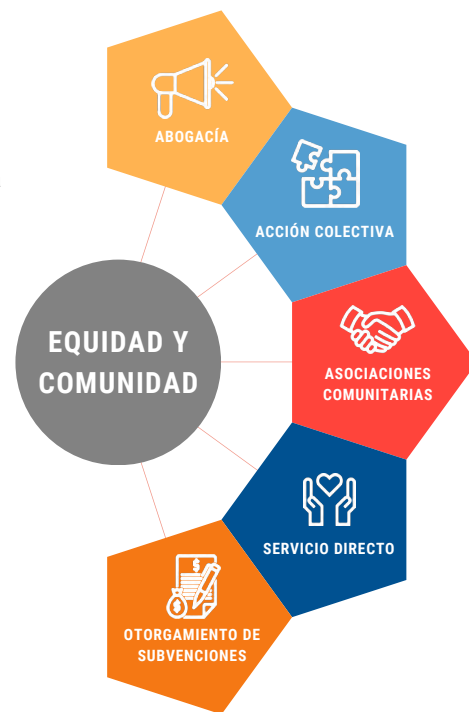 ABOGACÍA
ACCIÓN COLECTIVA
EQUIDAD Y
COMUNIDAD
ASOCIACIONES
COMUNITARIAS
SERVICIO DIRECTO
$
$
OTORGAMIENTO DE
SUBVENCIONES